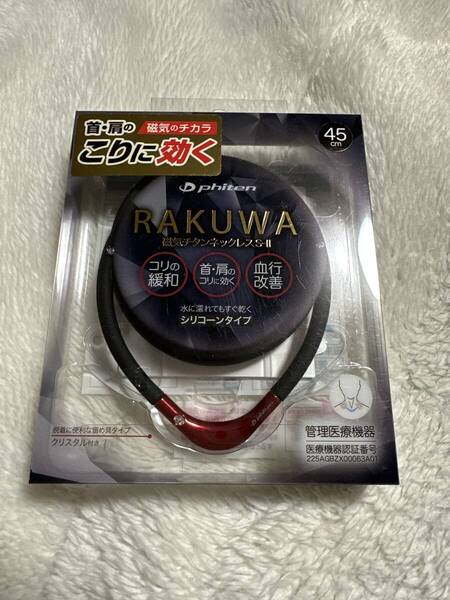 首・肩の
磁気のチカラ
こりに効く
45
cm
phiten
RAKUWA
磁気チタンネックレスS-II
コリの
緩和
首・肩の
コリに効く
血行
改善
水に濡れてもすぐ乾く
シリコーンタイプ
phiten
脱着に便利な留め具タイプ
クリスタル付き
管理医療機器
医療機器認証番号
225AGBZX00063A01